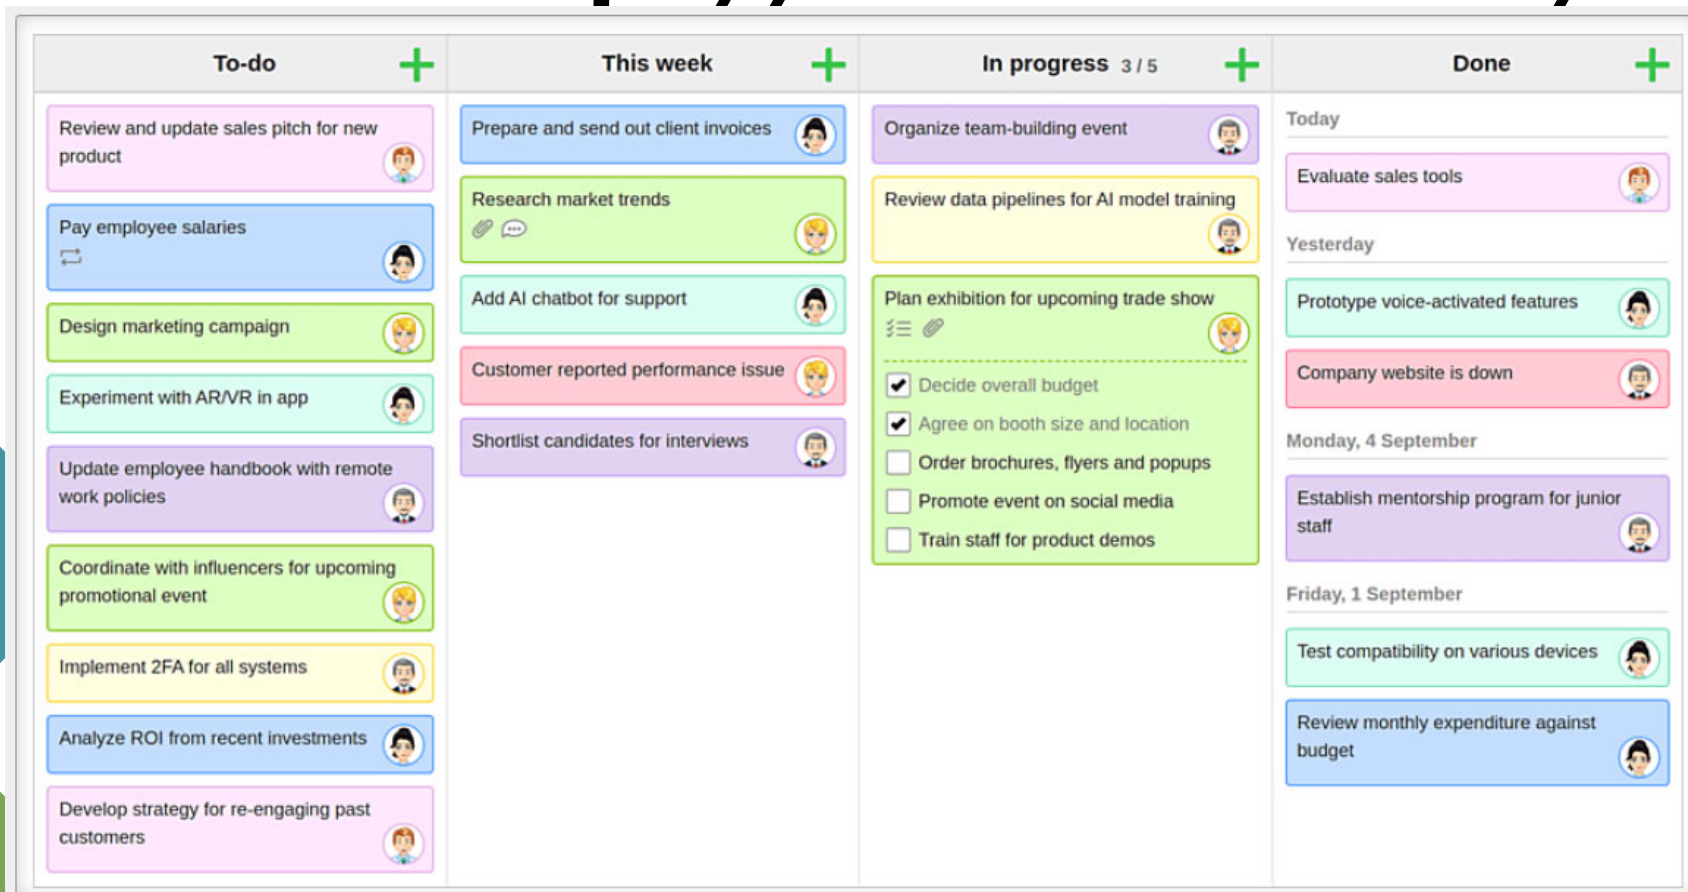 To-do
Review and update sales pitch for new
product
Pay employee salaries
Design marketing campaign
Experiment with AR/VR in app
Update employee handbook with remote
work policies
Coordinate with influencers for upcoming
promotional event
Implement 2FA for all systems
Analyze ROI from recent investments
Develop strategy for re-engaging past
customers
This week
Prepare and send out client invoices
Research market trends
Add AI chatbot for support
Customer reported performance issue
Shortlist candidates for interviews
In progress 3 / 5
Organize team-building event
Review data pipelines for AI model training
Plan exhibition for upcoming trade show
Decide overall budget
Agree on booth size and location
Order brochures, flyers and popups
Promote event on social media
Train staff for product demos
Done
Today
Evaluate sales tools
Yesterday
Prototype voice-activated features
Company website is down
Monday, 4 September
Establish mentorship program for junior
staff
Friday, 1 September
Test compatibility on various devices
Review monthly expenditure against
budget